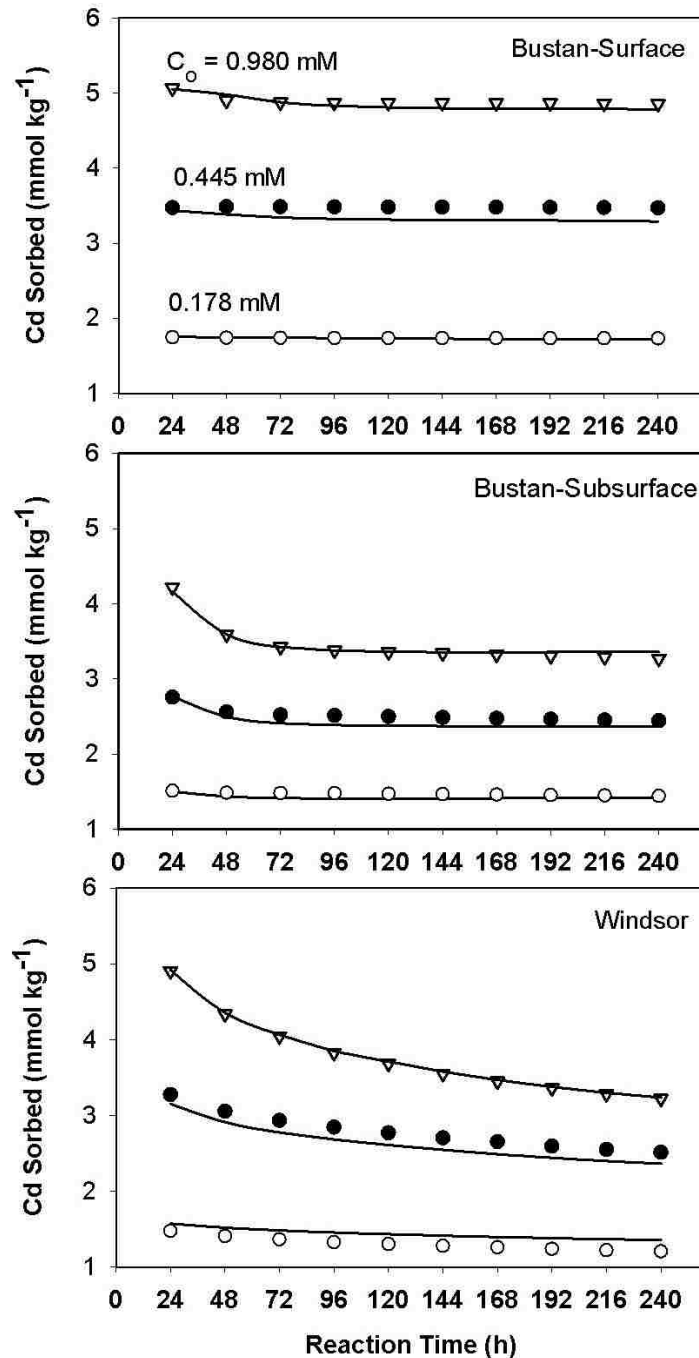 6
Bustan-Surface
Cₒ = 0.980 mM
5
4
0.445 mM
3
0.178 mM
2
1
Cd Sorbed (mmol kg⁻¹)
0 24 48 72 96 120 144 168 192 216 240
6
Bustan-Subsurface
5
4
3
2
1
Cd Sorbed (mmol kg⁻¹)
0 24 48 72 96 120 144 168 192 216 240
6
Windsor
5
4
3
2
1
Cd Sorbed (mmol kg⁻¹)
0 24 48 72 96 120 144 168 192 216 240
Reaction Time (h)